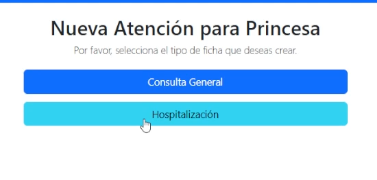 Nueva Atención para Princesa
Por favor, selecciona el tipo de ficha que deseas crear.
Consulta General
Hospitalización